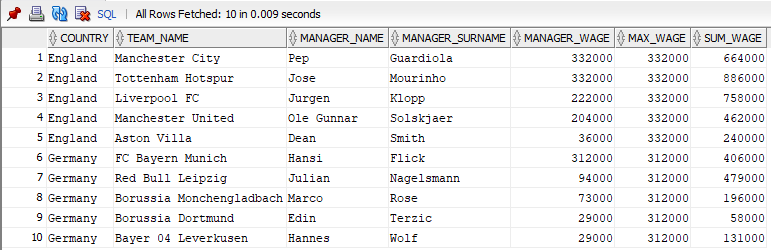 SQL | All Rows Fetched: 10 in 0.009 seconds
COUNTRY TEAM_NAME MANAGER_NAME MANAGER_SURNAME MANAGER_WAGE MAX_WAGE SUM_WAGE
1 England Manchester City Pep Guardiola 332000 332000 664000
2 England Tottenham Hotspur Jose Mourinho 332000 332000 886000
3 England Liverpool FC Jurgen Klopp 222000 332000 758000
4 England Manchester United Ole Gunnar Solskjaer 204000 332000 462000
5 England Aston Villa Dean Smith 36000 332000 240000
6 Germany FC Bayern Munich Hansi Flick 312000 312000 406000
7 Germany Red Bull Leipzig Julian Nagelsmann 94000 312000 479000
8 Germany Borussia Monchengladbach Marco Rose 73000 312000 196000
9 Germany Borussia Dortmund Edin Terzic 29000 312000 58000
10 Germany Bayer 04 Leverkusen Hannes Wolf 29000 312000 131000